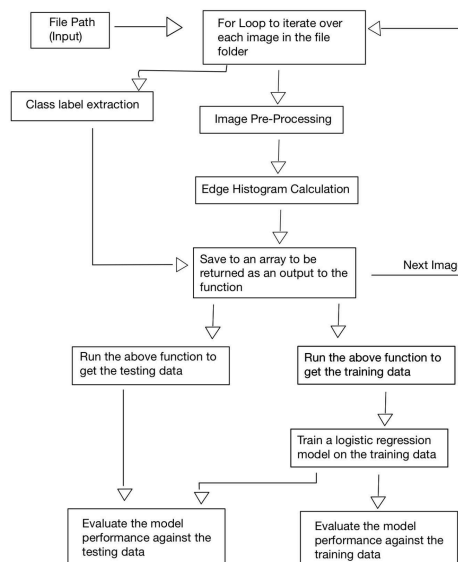 File Path
(Input)
For Loop to iterate over
each image in the file
folder
Class label extraction
Image Pre-Processing
Edge Histogram Calculation
Save to an array to be
returned as an output to the
function
Next Imag
Run the above function to
get the testing data
Run the above function to
get the training data
Train a logistic regression
model on the training data
Evaluate the model
performance against the
testing data
Evaluate the model
performance against the
training data